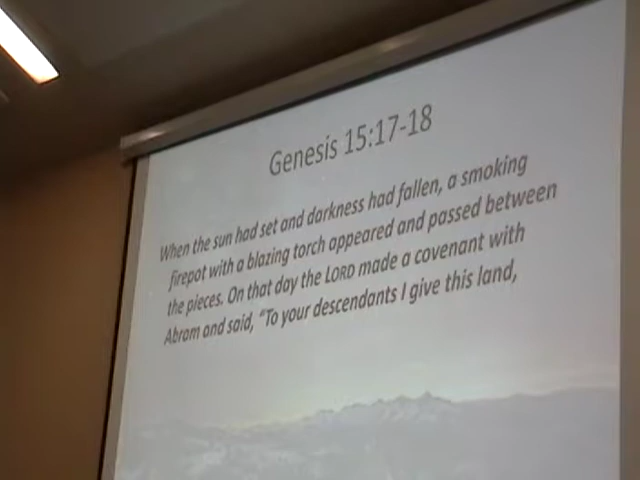 Genesis 15:17-18
When the sun had set and darkness had fallen, a smoking
firepot with a blazing torch appeared and passed between
the pieces. On that day the LORD made a covenant with
Abram and said, “To your descendants I give this land,